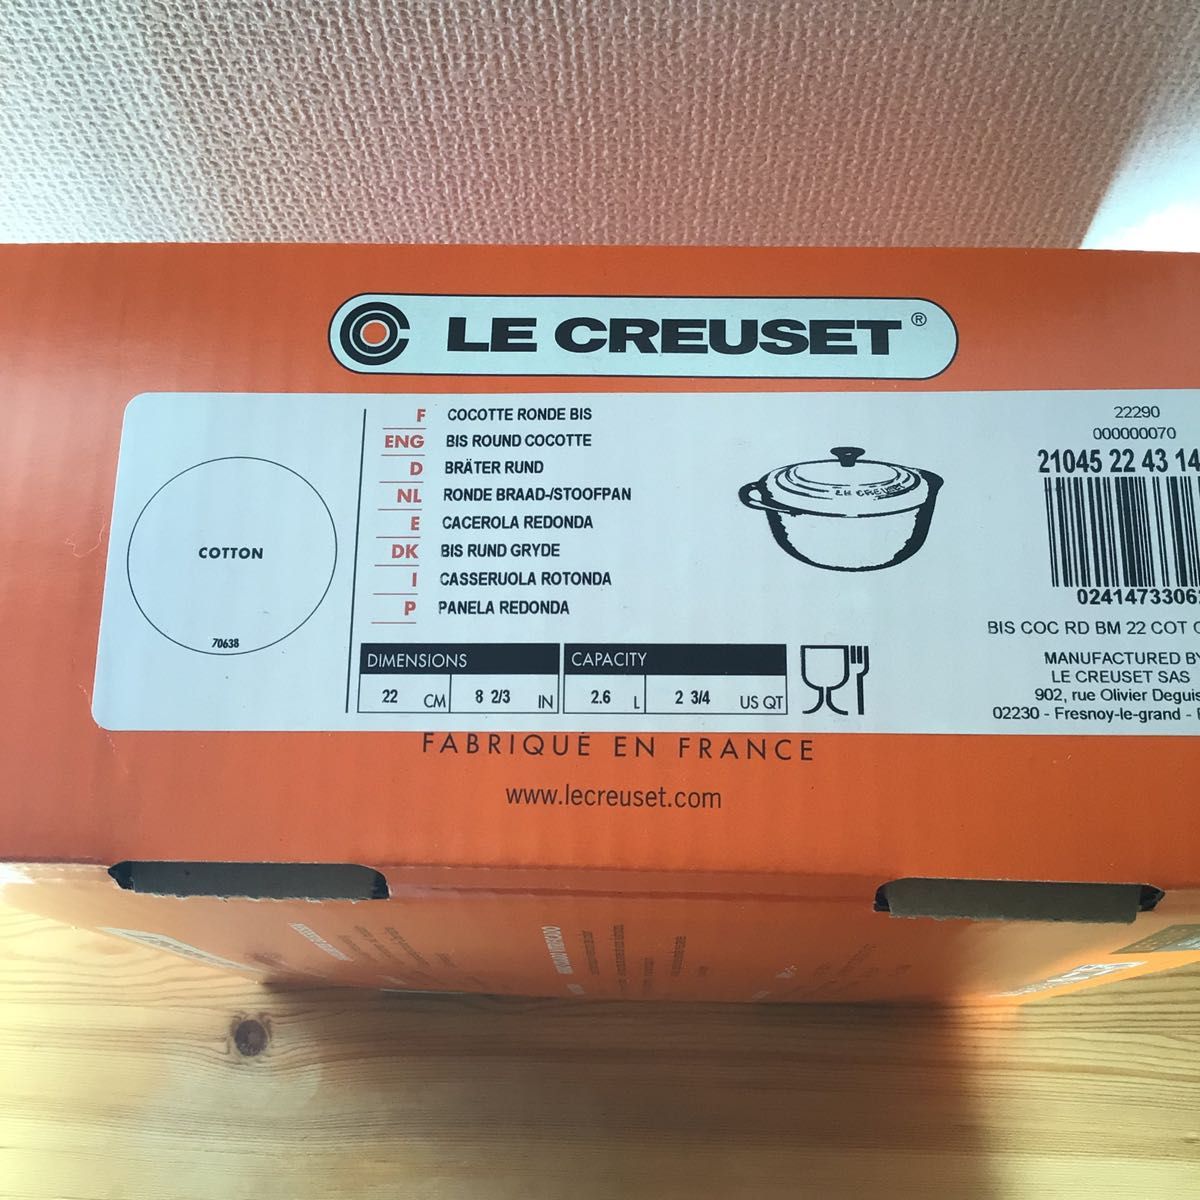 LE CREUSET®
F COCOTTE RONDE BIS
ENG BIS ROUND COCOTTE
D BRÄTER RUND
NL RONDE BRAAD-/STOOFPAN
E CACEROLA REDONDA
DK BIS RUND GRYDE
I CASSERUOLA ROTONDA
P PANELA REDONDA
COTTON
70638
DIMENSIONS
22 CM 8 2/3 IN
CAPACITY
2.6 L 2 3/4 US QT
LE CREUSET
22290
000000070
21045 22 43 14
0241473306
BIS COC RD BM 22 COT
MANUFACTURED BY
LE CREUSET SAS
902, rue Olivier Deguis
02230 - Fresnoy-le-grand -
FABRIQUÉ EN FRANCE
www.lecreuset.com